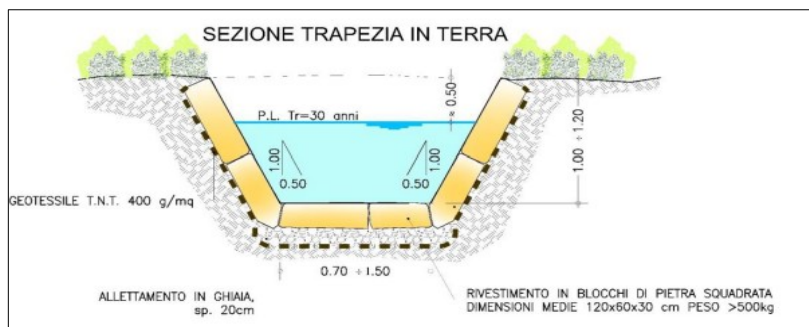 SEZIONE TRAPEZIA IN TERRA
P.L. Tr=30 anni
≈ 0.50
1.00
0.50
1.00
0.50
1.00 ÷ 1.20
GEOTESSILE T.N.T. 400 g/mq
0.70 ÷ 1.50
ALLETTAMENTO IN GHIAIA,
sp. 20cm
RIVESTIMENTO IN BLOCCHI DI PIETRA SQUADRATA
DIMENSIONI MEDIE 120x60x30 cm PESO >500kg